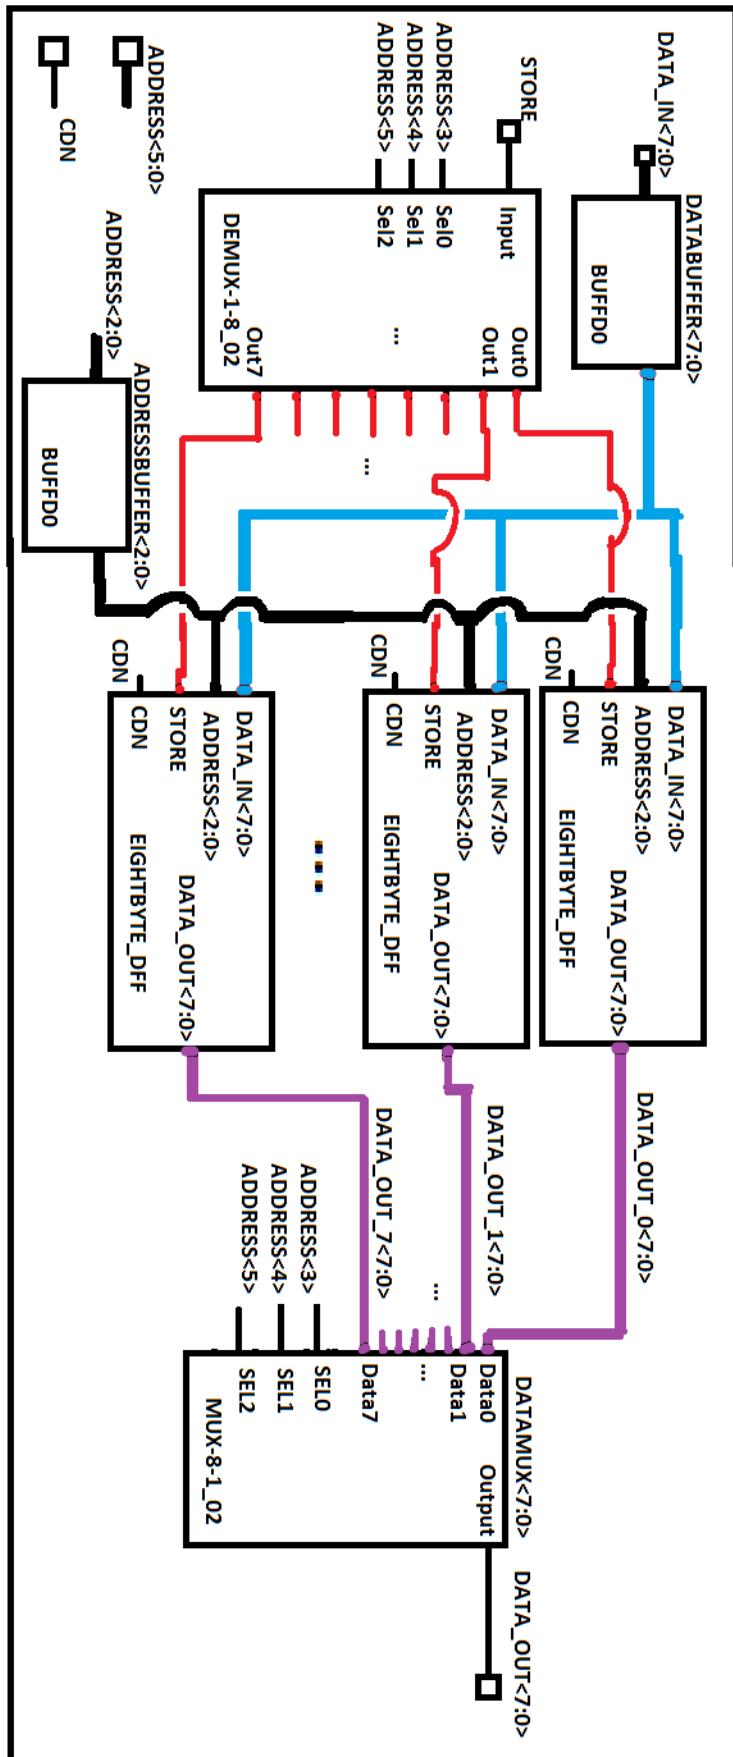 DATA_IN<7:0>
DATABUFFER<7:0>
BUFFD0
STORE
ADDRESS<3>
ADDRESS<4>
ADDRESS<5>
Input
Sel0
Sel1
Sel2
Out0
Out1
...
Out7
DEMUX-1-8_02
...
ADDRESS<5:0>
CDN
ADDRESS<2:0>
ADDRESSBUFFER<2:0>
BUFFD0
DATA_IN<7:0>
ADDRESS<2:0>
STORE
CDN
CDN
DATA_OUT<7:0>
EIGHTBYTE_DFF
DATA_IN<7:0>
ADDRESS<2:0>
STORE
CDN
CDN
DATA_OUT<7:0>
EIGHTBYTE_DFF
...
DATA_IN<7:0>
ADDRESS<2:0>
STORE
CDN
CDN
DATA_OUT<7:0>
EIGHTBYTE_DFF
DATA_OUT_0<7:0>
DATA_OUT_1<7:0>
...
DATA_OUT_7<7:0>
ADDRESS<3>
ADDRESS<4>
ADDRESS<5>
DATAMUX<7:0>
Data0
Data1
...
Data7
SEL0
SEL1
SEL2
Output
MUX-8-1_02
DATA_OUT<7:0>